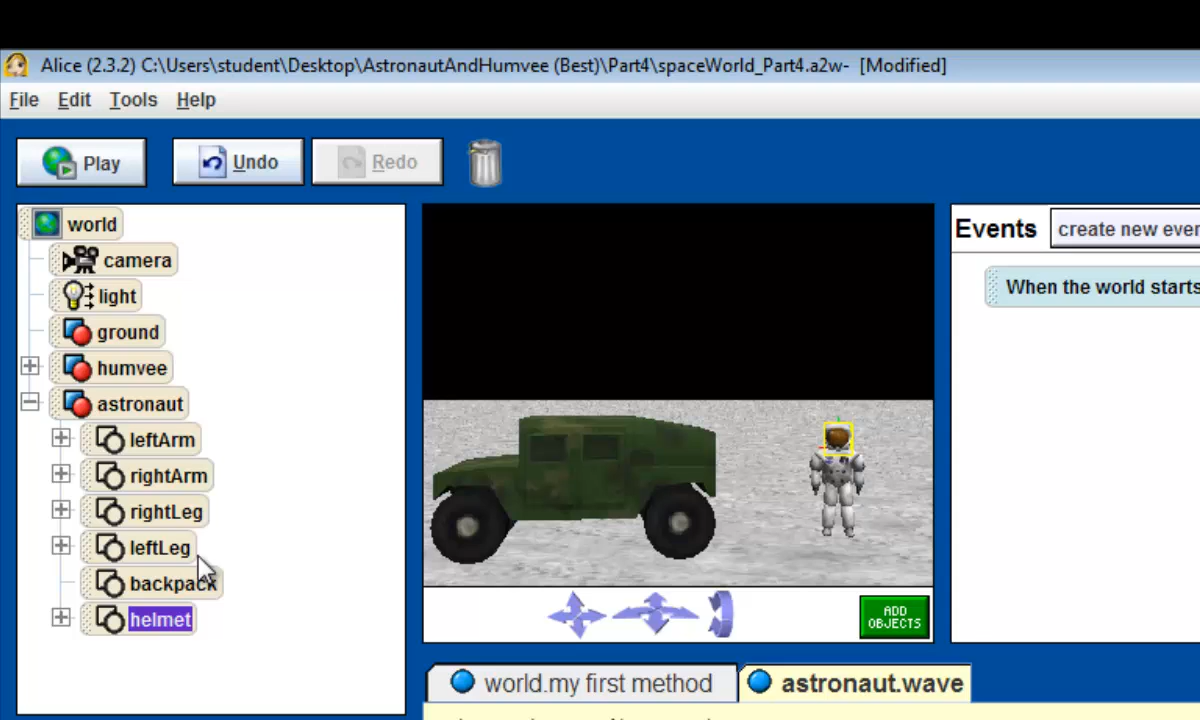 Alice (2.3.2) C:\Users\student\Desktop\AstronautAndHumvee (Best)\Part4\spaceWorld_Part4.a2w- [Modified]
File Edit Tools Help
Play Undo Redo
world
camera
light
ground
humvee
astronaut
leftArm
rightArm
rightLeg
leftLeg
backpack
helmet
ADD
OBJECTS
Events create new even
When the world starts
world.my first method astronaut.wave